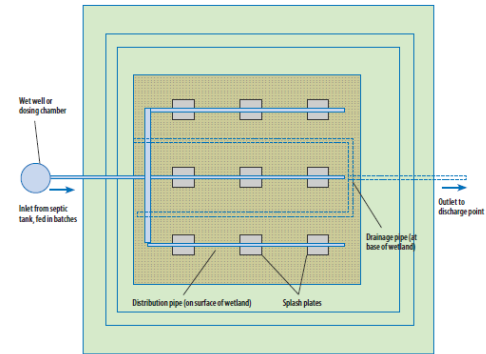 Wet well or
dosing chamber
Inlet from septic
tank, fed in batches
Outlet to
discharge point
Drainage pipe (at
base of wetland)
Distribution pipe (on surface of wetland)
Splash plates